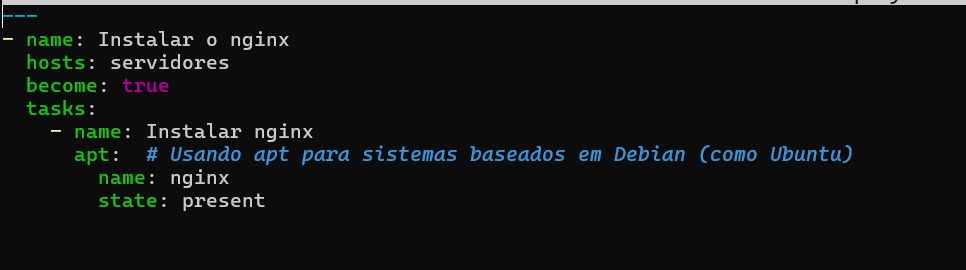 ---
- name: Instalar o nginx
  hosts: servidores
  become: true
  tasks:
    - name: Instalar nginx
      apt:  # Usando apt para sistemas baseados em Debian (como Ubuntu)
        name: nginx
        state: present